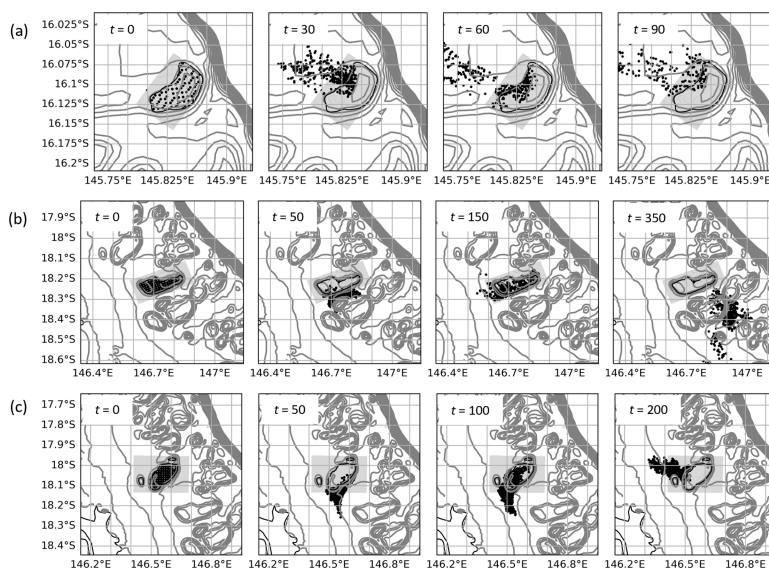 (a)
t = 0
t = 30
t = 60
t = 90
16.025°S
16.05°S
16.075°S
16.1°S
16.125°S
16.15°S
16.175°S
16.2°S
145.75°E 145.825°E 145.9°E 145.75°E 145.825°E 145.9°E 145.75°E 145.825°E 145.9°E 145.75°E 145.825°E 145.9°E
(b)
t = 0
t = 50
t = 150
t = 350
17.9°S
18°S
18.1°S
18.2°S
18.3°S
18.4°S
18.5°S
18.6°S
146.4°E 146.7°E 147°E 146.4°E 146.7°E 147°E 146.4°E 146.7°E 147°E 146.4°E 146.7°E 147°E
(c)
t = 0
t = 50
t = 100
t = 200
17.7°S
17.8°S
17.9°S
18°S
18.1°S
18.2°S
18.3°S
18.4°S
146.2°E 146.5°E 146.8°E 146.2°E 146.5°E 146.8°E 146.2°E 146.5°E 146.8°E 146.2°E 146.5°E 146.8°E